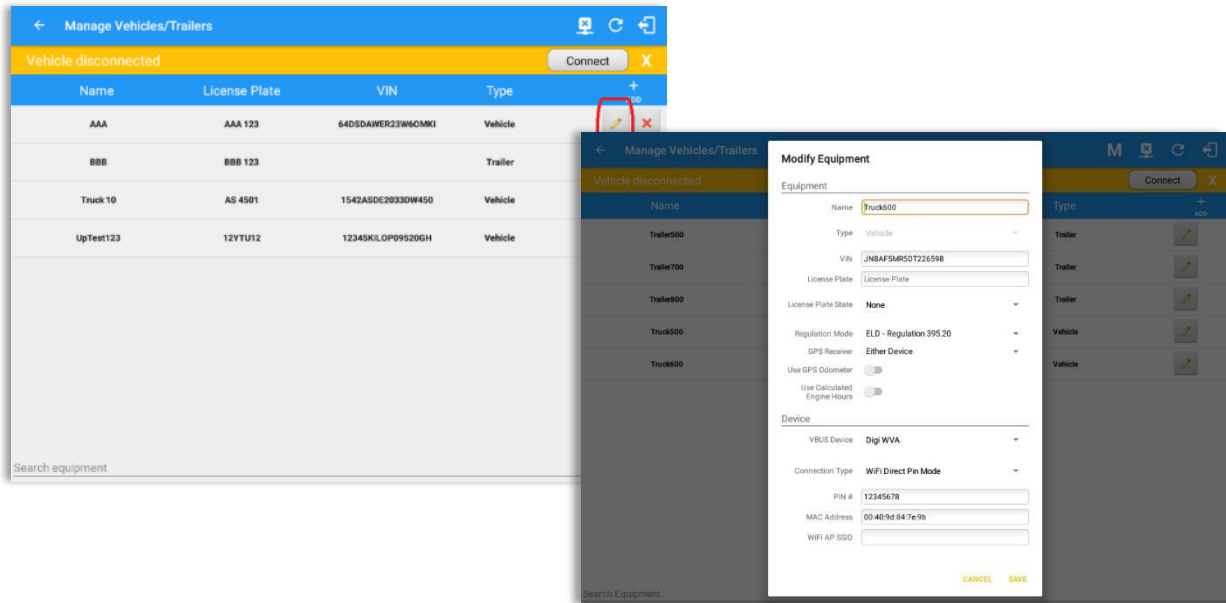 Manage Vehicles/Trailers
Vehicle disconnected Connect X
Name License Plate VIN Type ADD
AAA AAA 123 64DSDAWER23W6OMKI Vehicle
BBB BBB 123 Trailer
Truck 10 AS 4501 1542ASDE2033DW450 Vehicle
UpTest123 12YTU12 12345KILOP09520GH Vehicle
Search equipment
Manage Vehicles/Trailers M
Vehicle disconnected Connect X
Name Type ADD
Trailer500 Trailer
Trailer700 Trailer
Trailer800 Trailer
Truck500 Vehicle
Truck600 Vehicle
Search Equipment
Modify Equipment
Equipment
Name Truck600
Type Vehicle
VIN JN8AF5MR5DT226598
License Plate License Plate
License Plate State None
Regulation Mode ELD - Regulation 395.20
GPS Receiver Either Device
Use GPS Odometer
Use Calculated
Engine Hours
Device
VBUS Device Digi WVA
Connection Type WiFi Direct Pin Mode
PIN # 12345678
MAC Address 00:40:9d:84:7e:9b
WiFi AP SSID
CANCEL SAVE